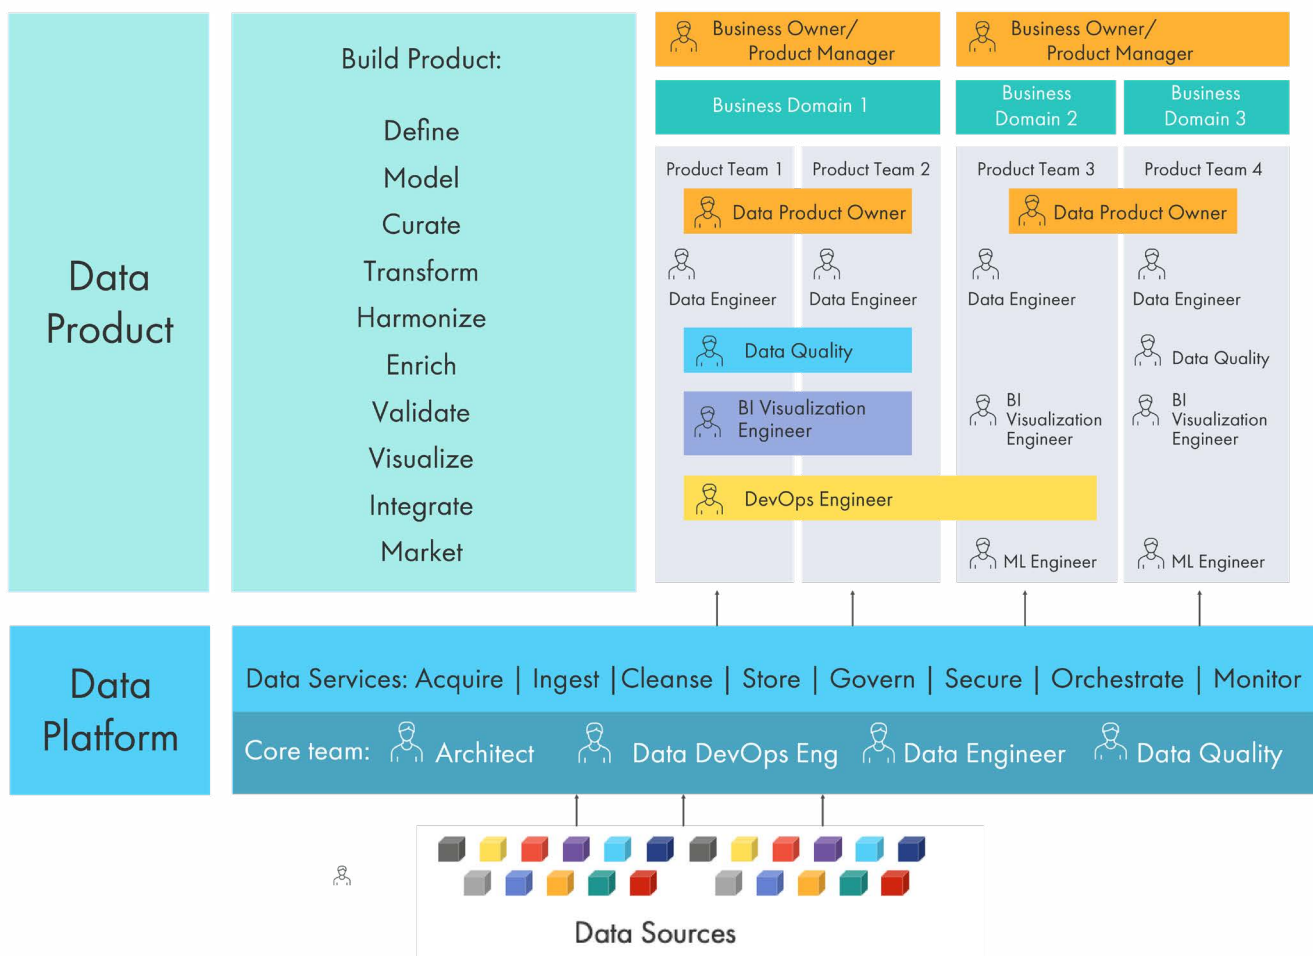 Data
Product
Build Product:
Define
Model
Curate
Transform
Harmonize
Enrich
Validate
Visualize
Integrate
Market
Business Owner/
Product Manager
Business Owner/
Product Manager
Business Domain 1
Business
Domain 2
Business
Domain 3
Product Team 1
Product Team 2
Product Team 3
Product Team 4
Data Product Owner
Data Product Owner
Data Engineer
Data Engineer
Data Engineer
Data Engineer
Data Quality
Data Quality
BI Visualization
Engineer
BI
Visualization
Engineer
BI
Visualization
Engineer
DevOps Engineer
ML Engineer
ML Engineer
Data
Platform
Data Services: Acquire | Ingest |Cleanse | Store | Govern | Secure | Orchestrate | Monitor
Core team: Architect Data DevOps Eng Data Engineer Data Quality
Data Sources